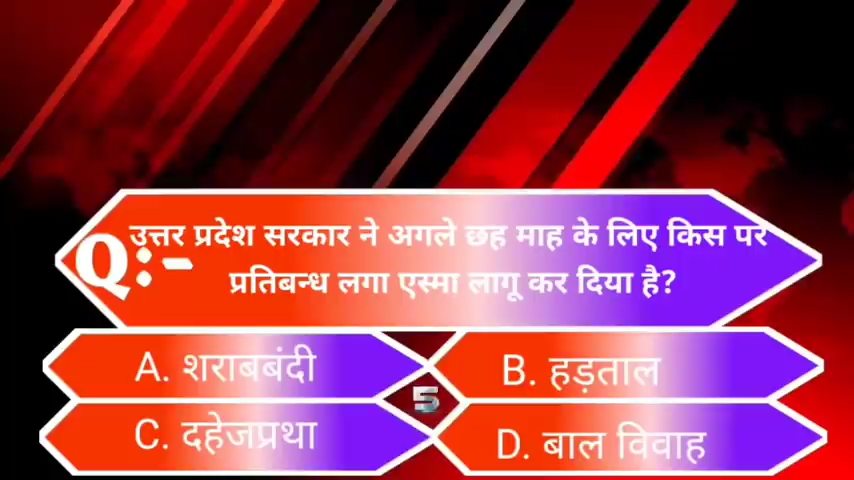 उत्तर प्रदेश सरकार ने अगले छह माह के लिए किस पर
Q:- प्रतिबन्ध लगा एस्मा लागू कर दिया है?
A. शराबबंदी
B. हड़ताल
5
C. दहेजप्रथा
D. बाल विवाह